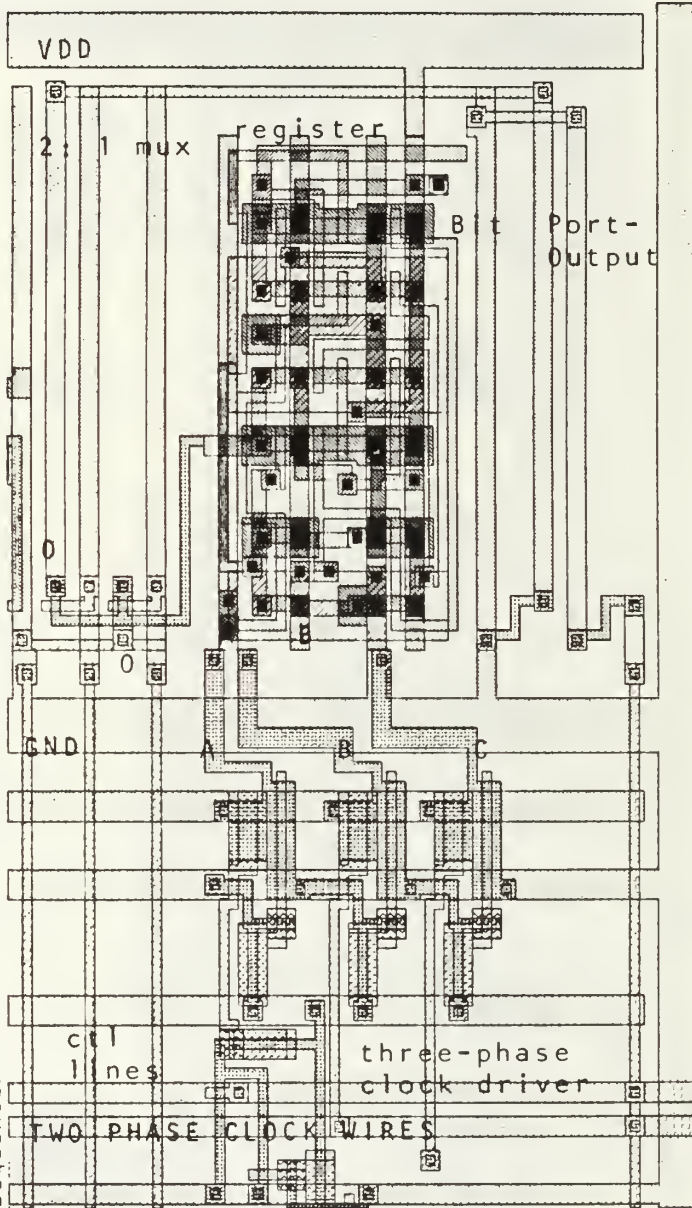 VDD
register
2: 1 mux
Bit Port-
Output
0
B
0
GND A B C
ctl
lines
three-phase
clock driver
TWO PHASE CLOCK WIRES